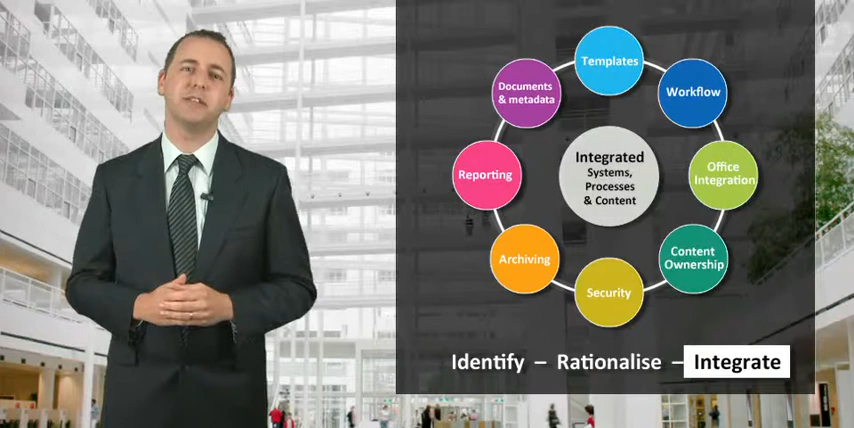 Templates
Documents
& metadata
Workflow
Integrated
Systems,
Processes
& Content
Reporting
Office
Integration
Archiving
Content
Ownership
Security
Identify – Rationalise – Integrate